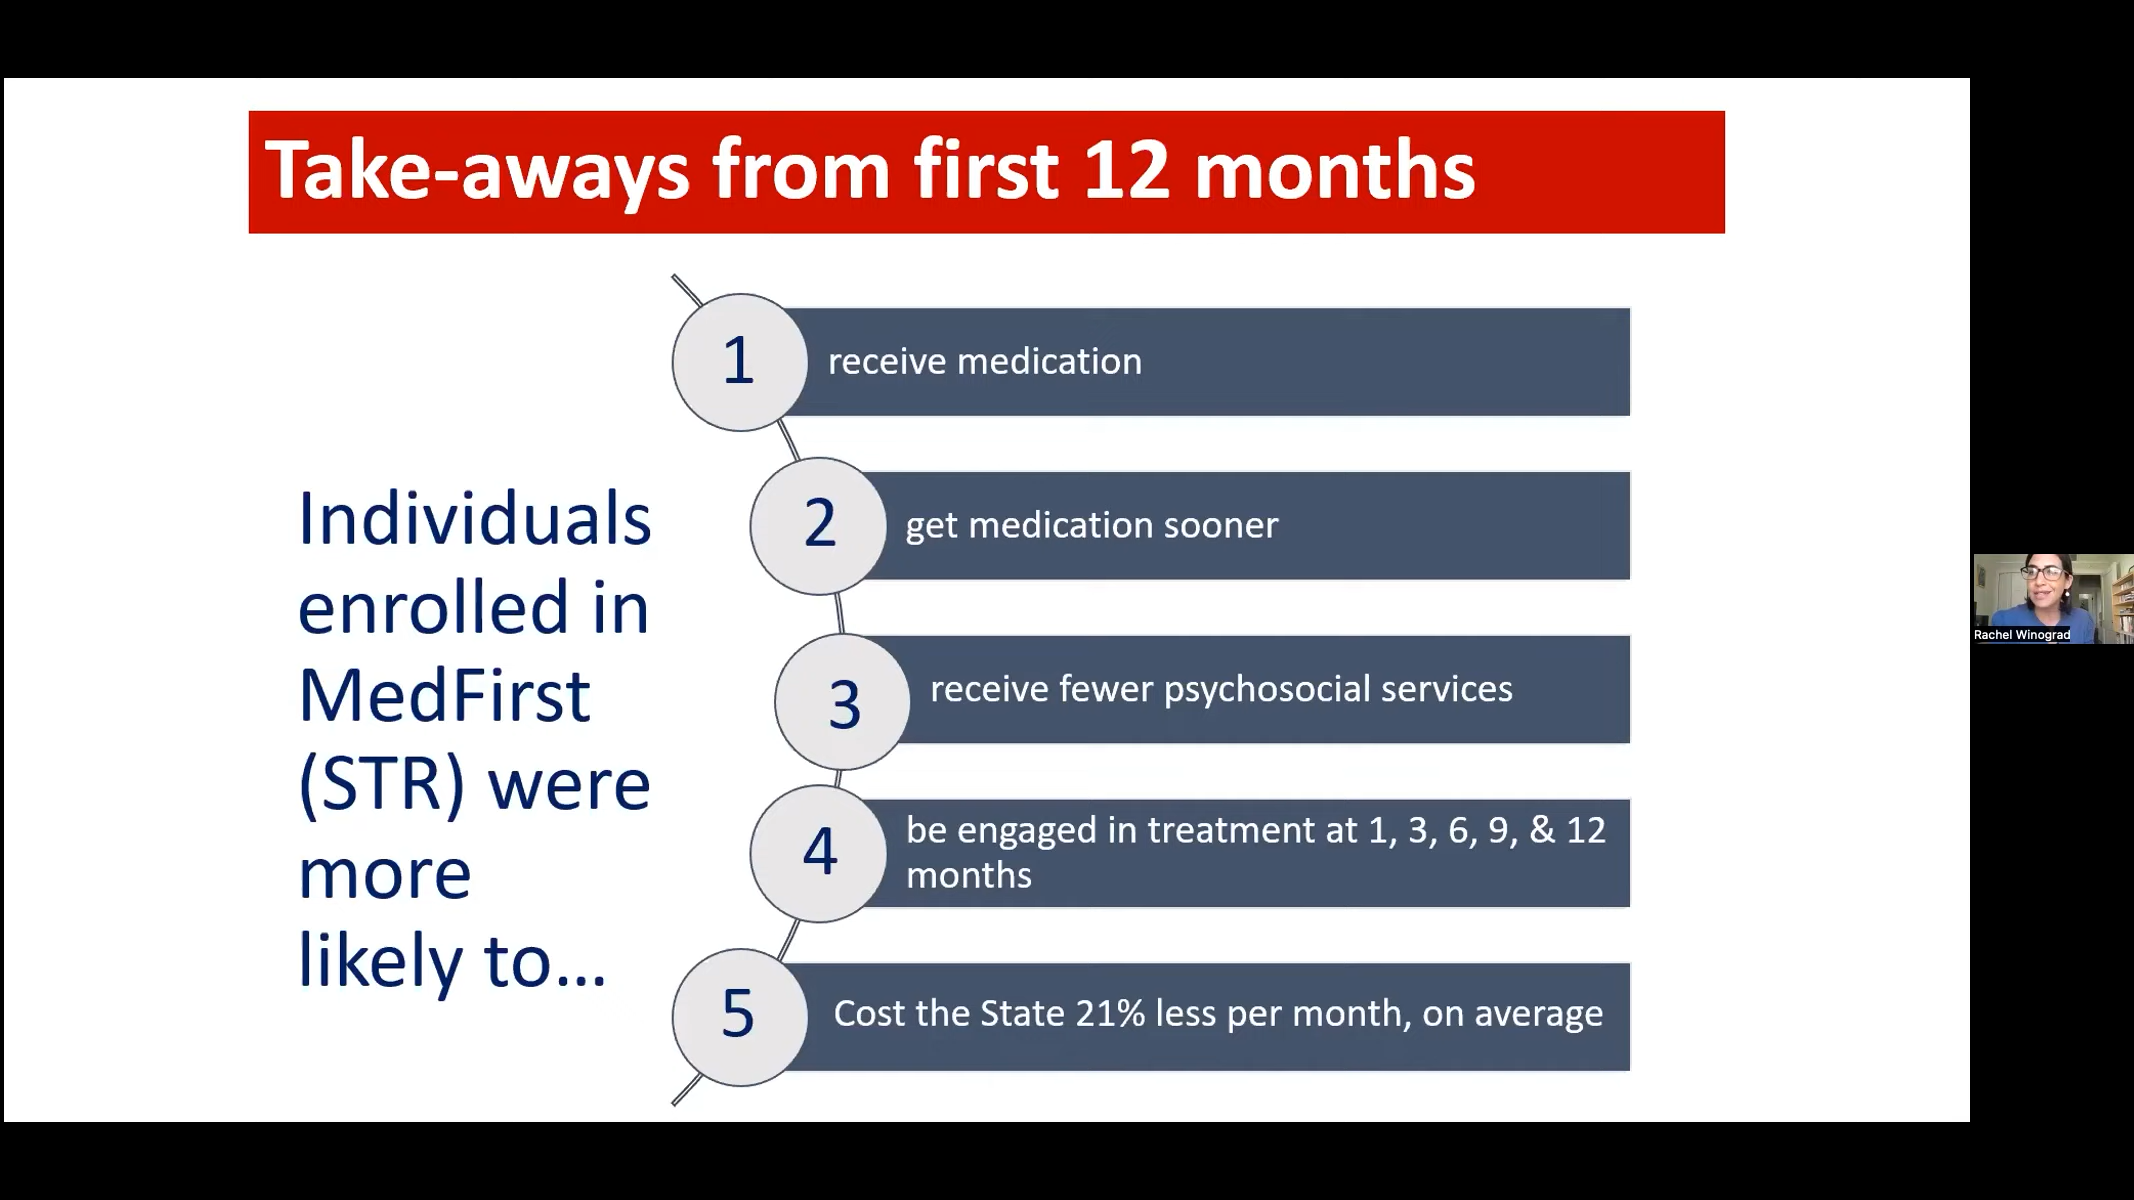 Take-aways from first 12 months
Individuals
enrolled in
MedFirst
(STR) were
more
likely to...
1
receive medication
2
get medication sooner
3
receive fewer psychosocial services
4
be engaged in treatment at 1, 3, 6, 9, & 12
months
5
Cost the State 21% less per month, on average
Rachel Winograd